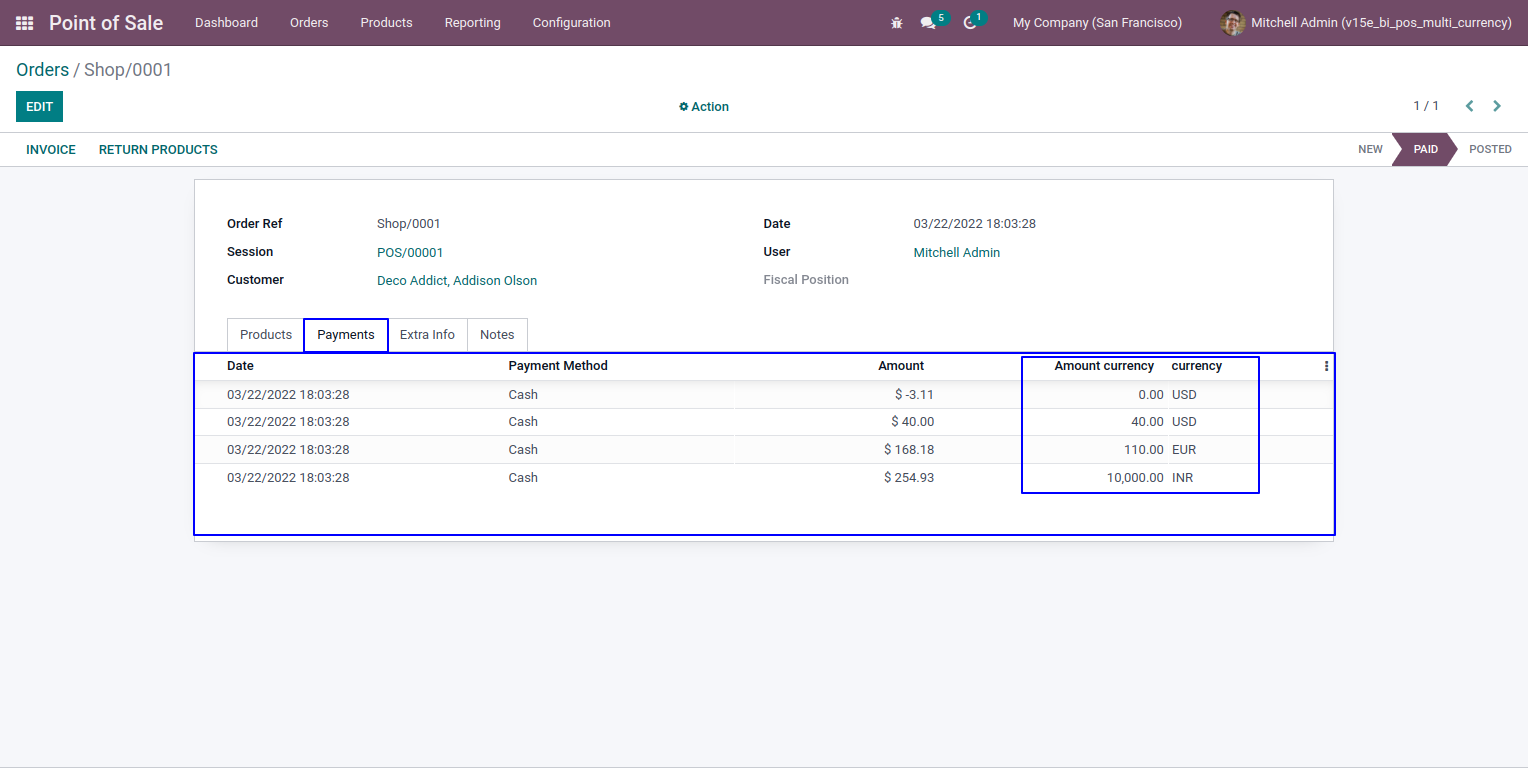 Point of Sale Dashboard Orders Products Reporting Configuration 5 1 My Company (San Francisco) Mitchell Admin (v15e_bi_pos_multi_currency)
Orders / Shop/0001
EDIT Action 1 / 1
INVOICE RETURN PRODUCTS NEW PAID POSTED
Order Ref Shop/0001 Date 03/22/2022 18:03:28
Session POS/00001 User Mitchell Admin
Customer Deco Addict, Addison Olson Fiscal Position
Products Payments Extra Info Notes
Date Payment Method Amount Amount currency currency
03/22/2022 18:03:28 Cash $ -3.11 0.00 USD
03/22/2022 18:03:28 Cash $ 40.00 40.00 USD
03/22/2022 18:03:28 Cash $ 168.18 110.00 EUR
03/22/2022 18:03:28 Cash $ 254.93 10,000.00 INR